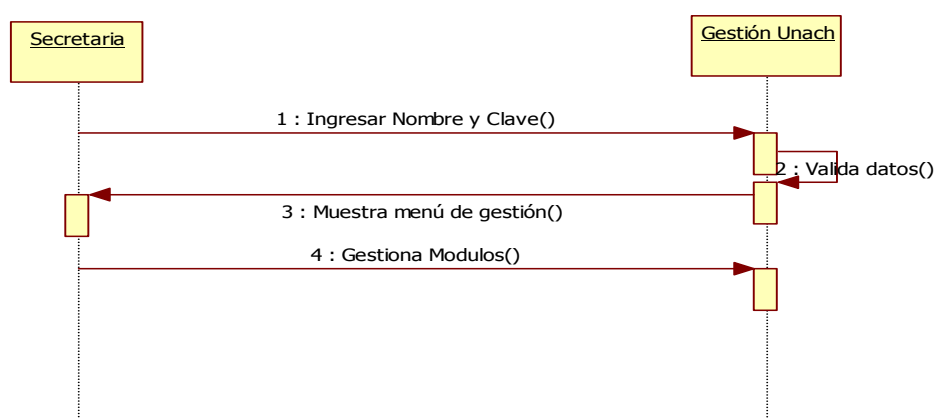 Secretaria
Gestión Unach
1 : Ingresar Nombre y Clave()
2 : Valida datos()
3 : Muestra menú de gestión()
4 : Gestiona Modulos()